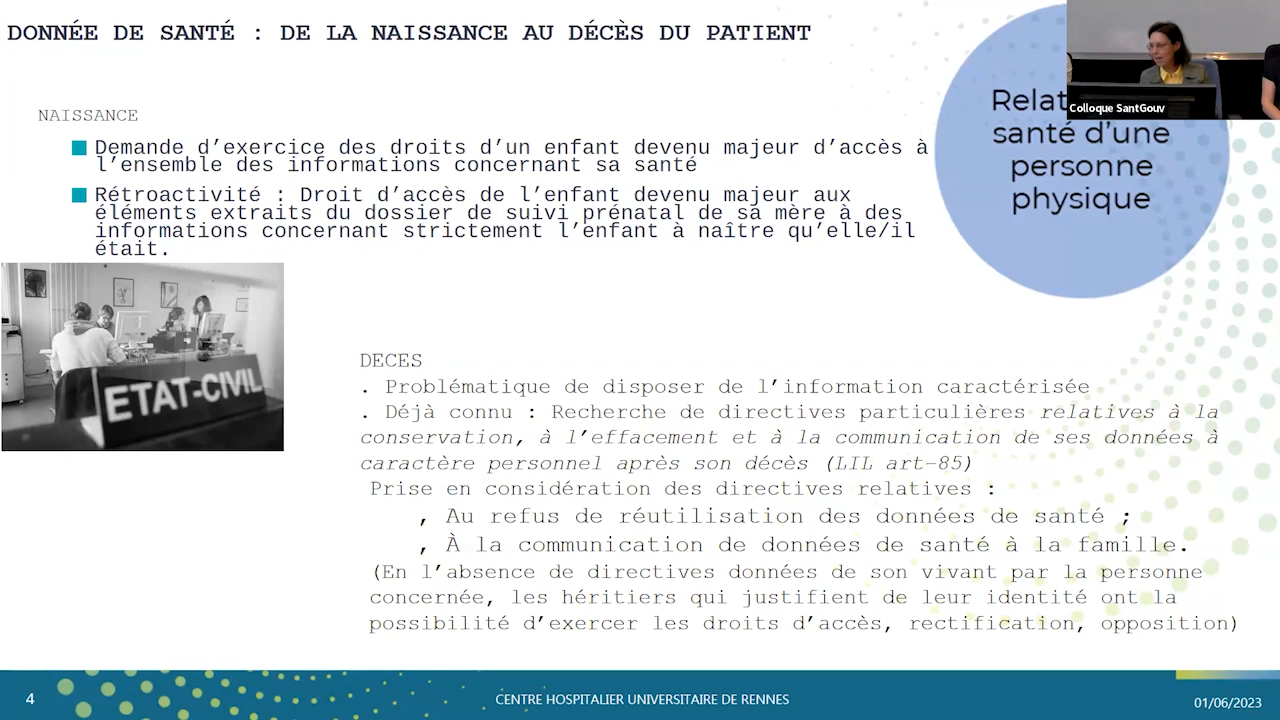 DONNÉE DE SANTÉ : DE LA NAISSANCE AU DÉCÈS DU PATIENT
Colloque SantGouv
santé d’une
personne
physique
NAISSANCE
Demande d’exercice des droits d’un enfant devenu majeur d’accès à
l’ensemble des informations concernant sa santé
Rétroactivité : Droit d’accès de l’enfant devenu majeur aux
éléments extraits du dossier de suivi prénatal de sa mère à des
informations concernant strictement l’enfant à naître qu’elle/il
était.
ETAT-CIVIL
DECES
. Problématique de disposer de l’information caractérisée
. Déjà connu : Recherche de directives particulières relatives à la
conservation, à l’effacement et à la communication de ses données à
caractère personnel après son décès (LIL art-85)
Prise en considération des directives relatives :
, Au refus de réutilisation des données de santé ;
, À la communication de données de santé à la famille.
(En l’absence de directives données de son vivant par la personne
concernée, les héritiers qui justifient de leur identité ont la
possibilité d’exercer les droits d’accès, rectification, opposition)
4
CENTRE HOSPITALIER UNIVERSITAIRE DE RENNES
01/06/2023